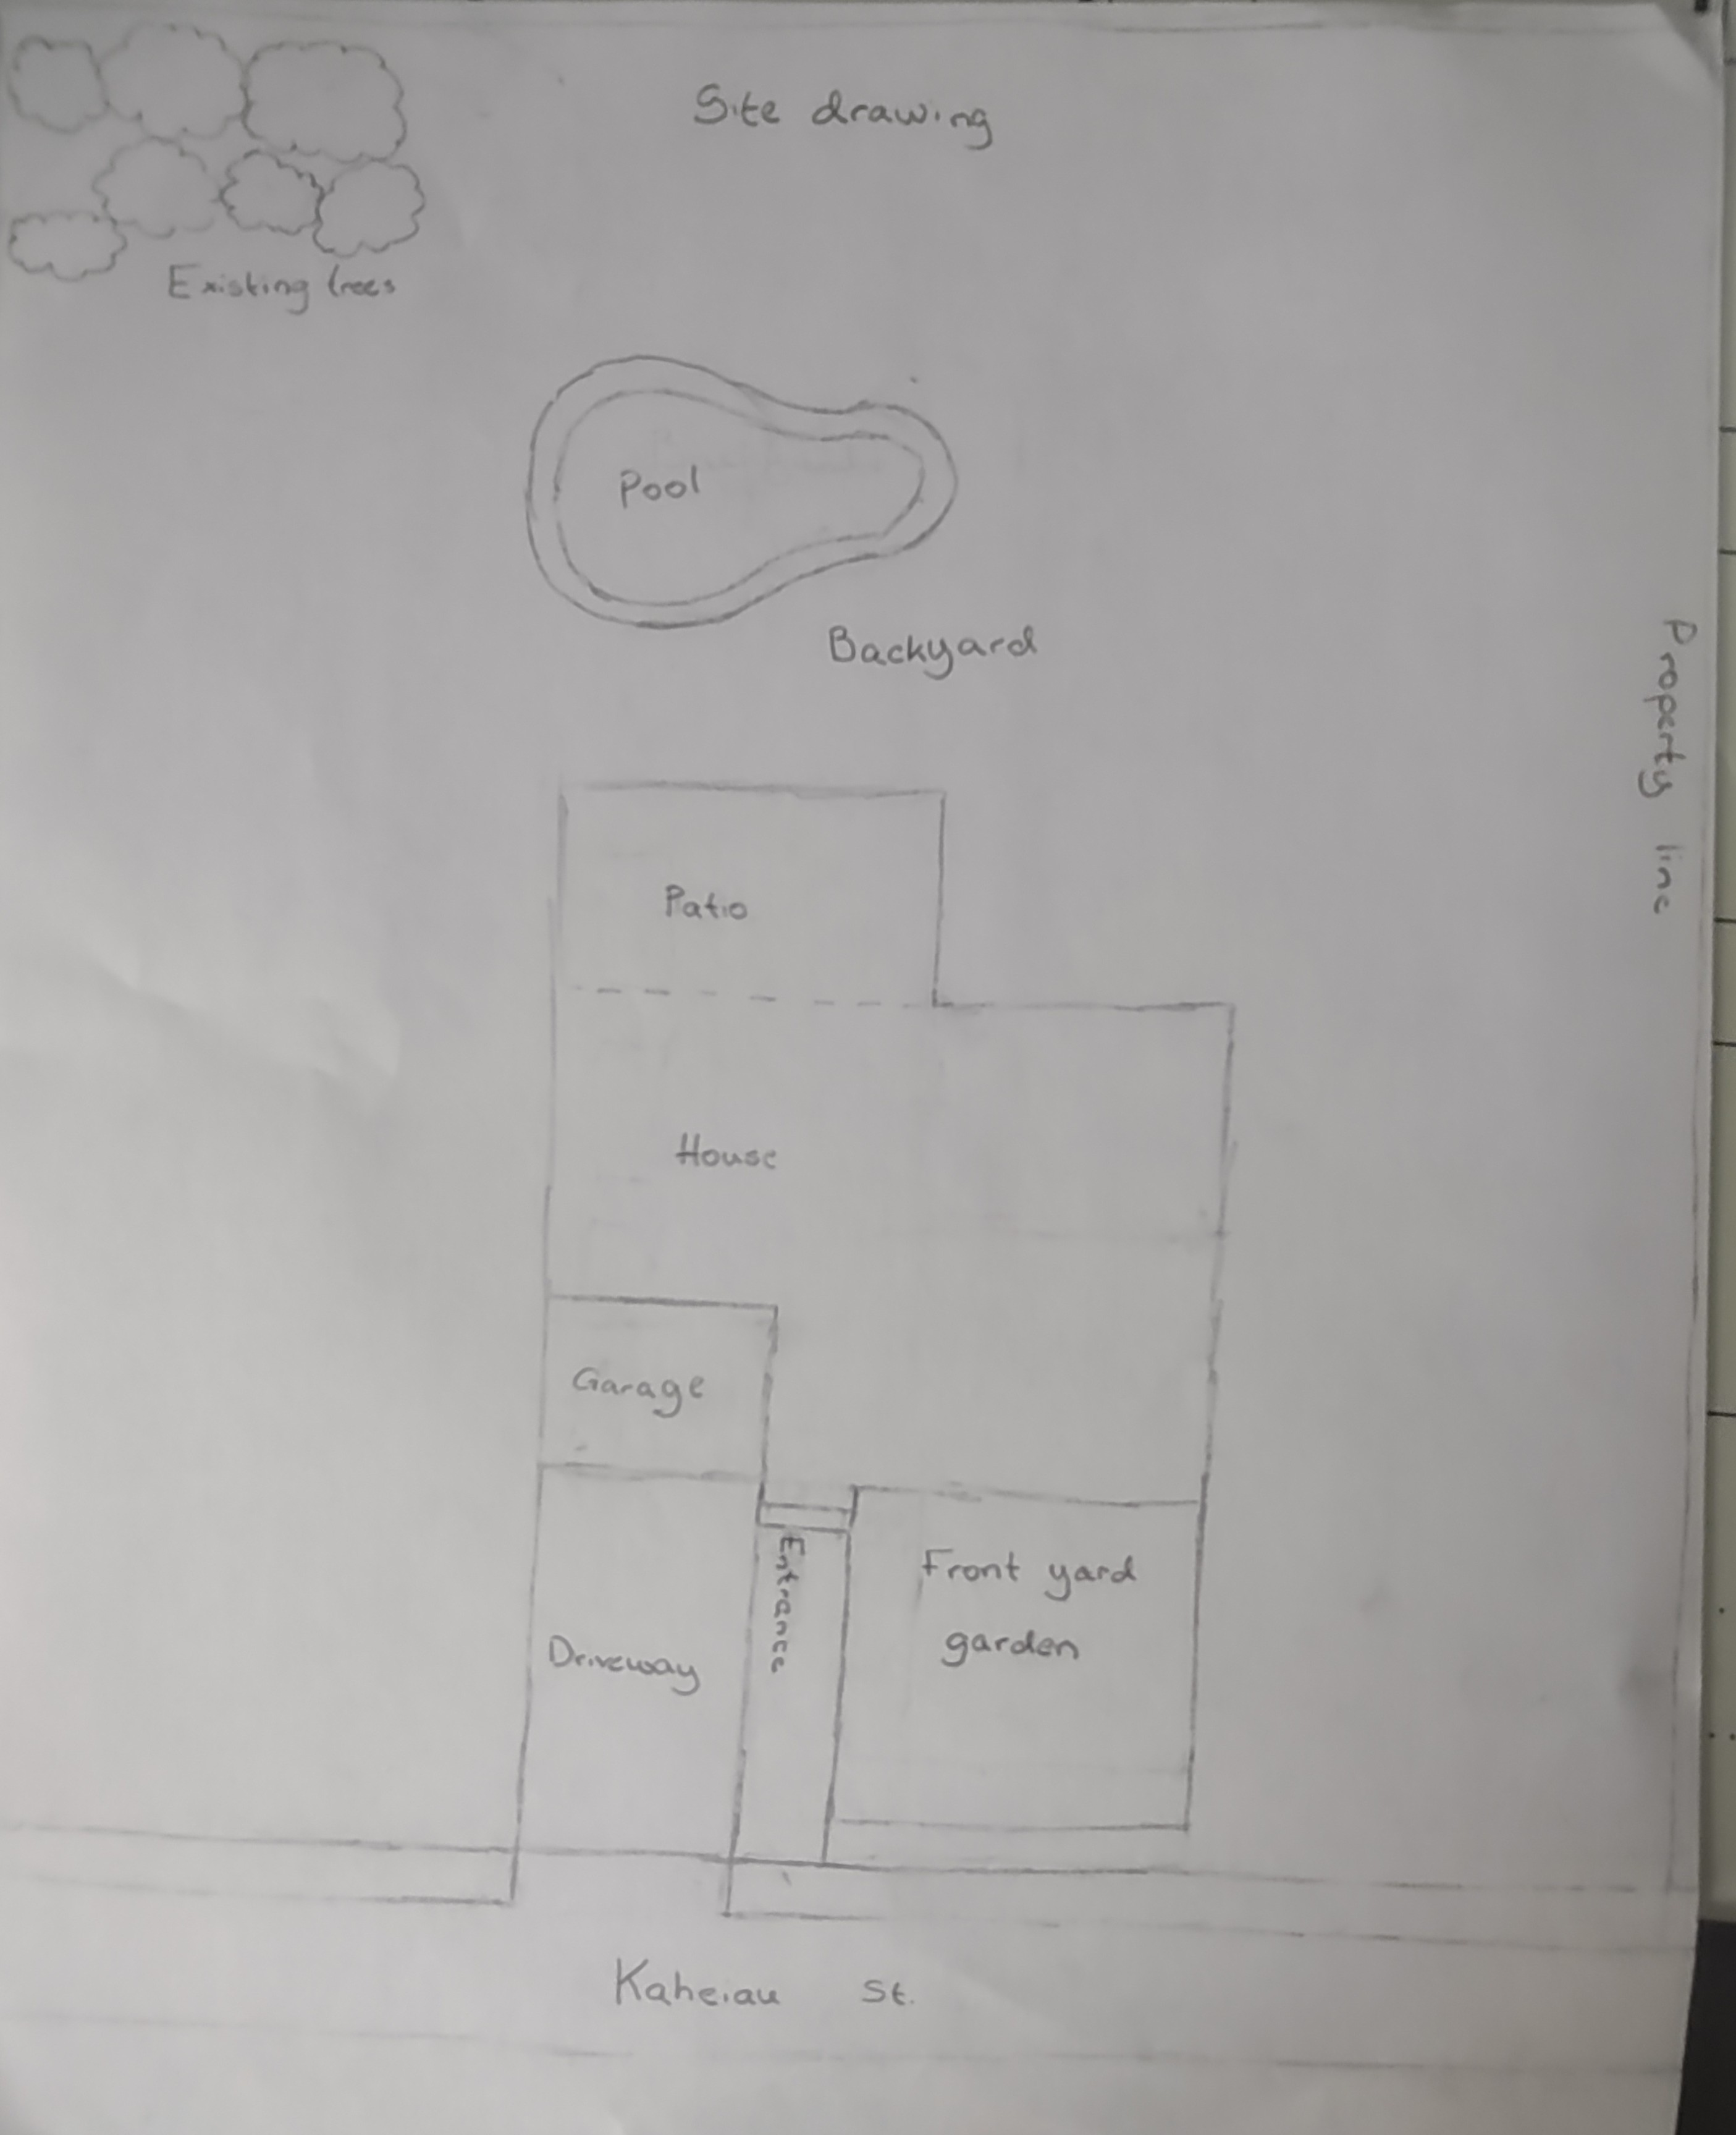 Site drawing
Existing trees
Pool
Backyard
Property line
Patio
House
Garage
Front yard
garden
Entrance
Driveway
Kaheiau St.